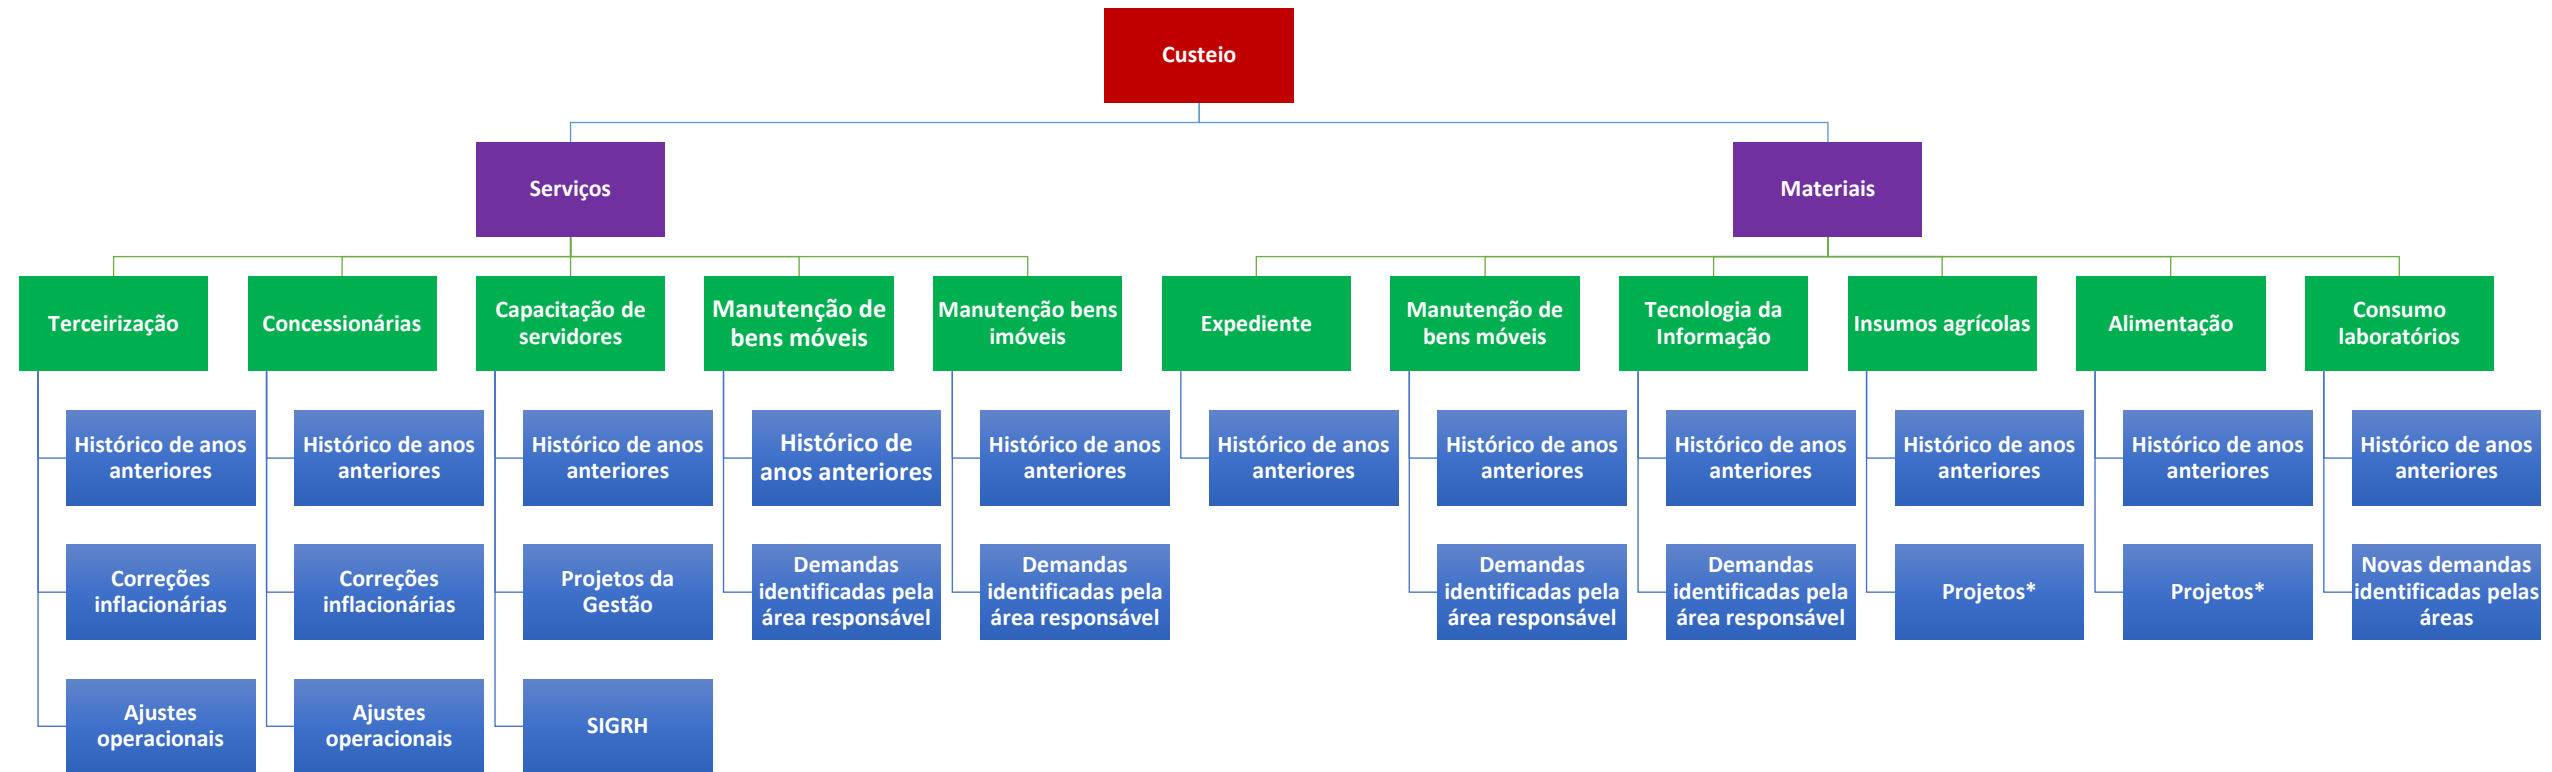 Custeio
Serviços
Materiais
Terceirização
Concessionárias
Capacitação de
servidores
Manutenção de
bens móveis
Manutenção bens
imóveis
Expediente
Manutenção de
bens móveis
Tecnologia da
Informação
Insumos agrícolas
Alimentação
Consumo
laboratórios
Histórico de anos
anteriores
Histórico de anos
anteriores
Histórico de anos
anteriores
Histórico de
anos anteriores
Histórico de anos
anteriores
Histórico de anos
anteriores
Histórico de anos
anteriores
Histórico de anos
anteriores
Histórico de anos
anteriores
Histórico de anos
anteriores
Histórico de anos
anteriores
Correções
inflacionárias
Correções
inflacionárias
Projetos da
Gestão
Demandas
identificadas pela
área responsável
Demandas
identificadas pela
área responsável
Demandas
identificadas pela
área responsável
Demandas
identificadas pela
área responsável
Projetos*
Projetos*
Novas demandas
identificadas pelas
áreas
Ajustes
operacionais
Ajustes
operacionais
SIGRH